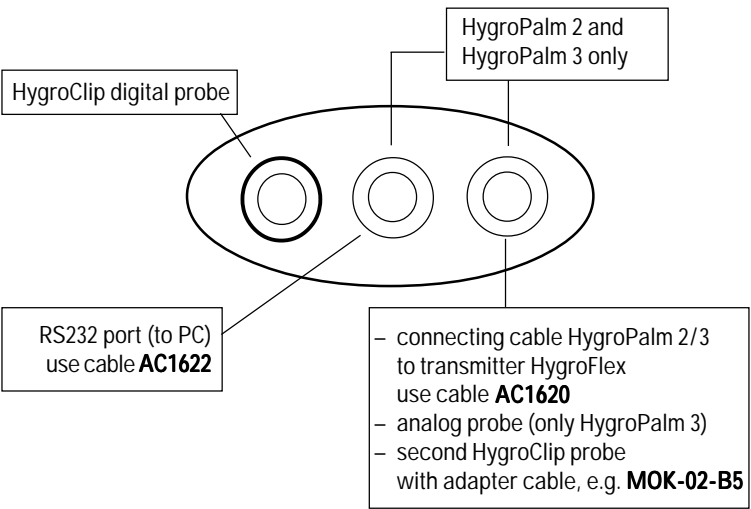 HygroPalm 2 and
HygroPalm 3 only
HygroClip digital probe
RS232 port (to PC)
use cable AC1622
– connecting cable HygroPalm 2/3
to transmitter HygroFlex
use cable AC1620
– analog probe (only HygroPalm 3)
– second HygroClip probe
with adapter cable, e.g. MOK-02-B5